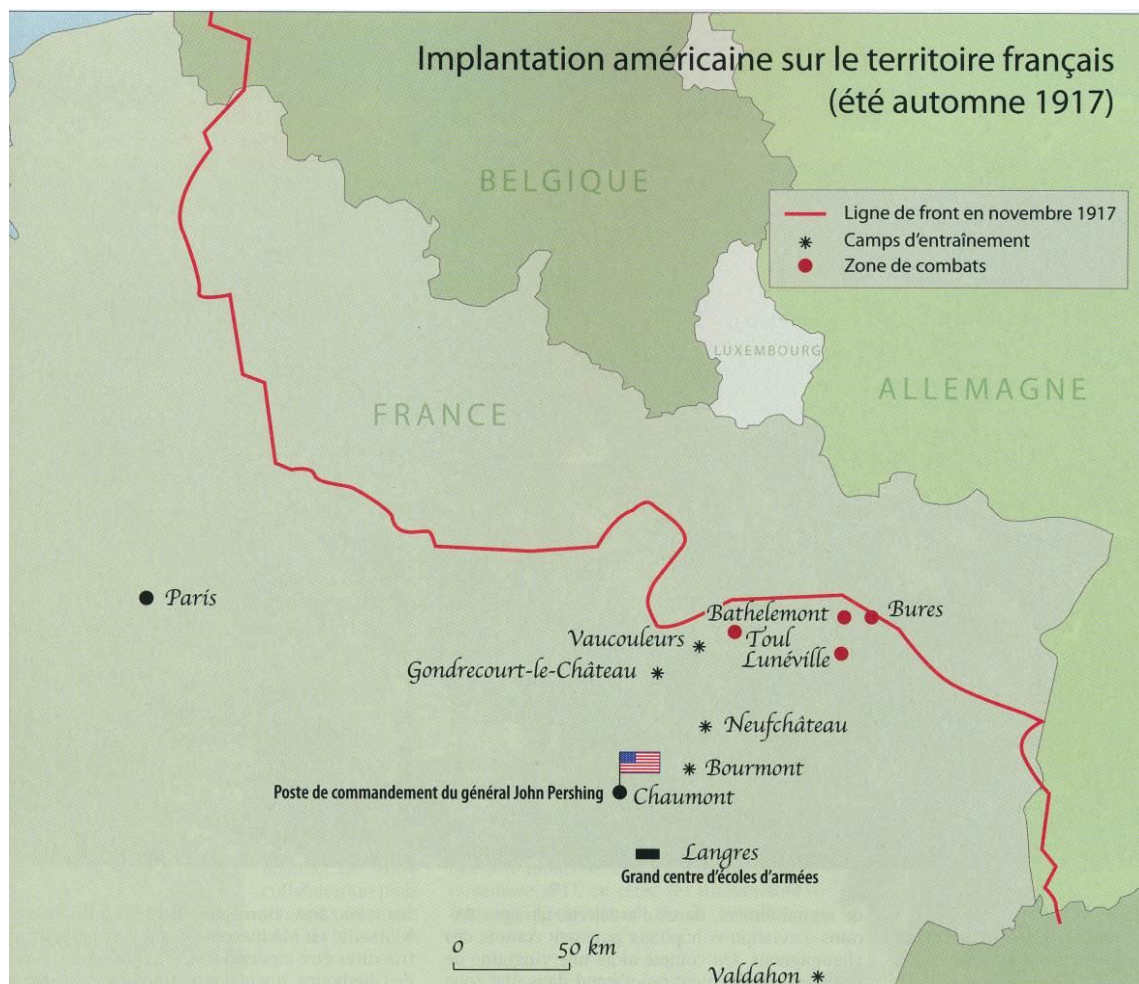 Implantation américaine sur le territoire français
(été automne 1917)
BELGIQUE
Ligne de front en novembre 1917
Camps d'entraînement
Zone de combats
LUXEMBOURG
ALLEMAGNE
FRANCE
Paris
Bathelemont
Bures
Vaucouleurs
Toul
Lunéville
Gondrecourt-le-Château
Neufchâteau
Bourmont
Poste de commandement du général John Pershing
Chaumont
Langres
Grand centre d'écoles d'armées
0 50 km
Valdahon